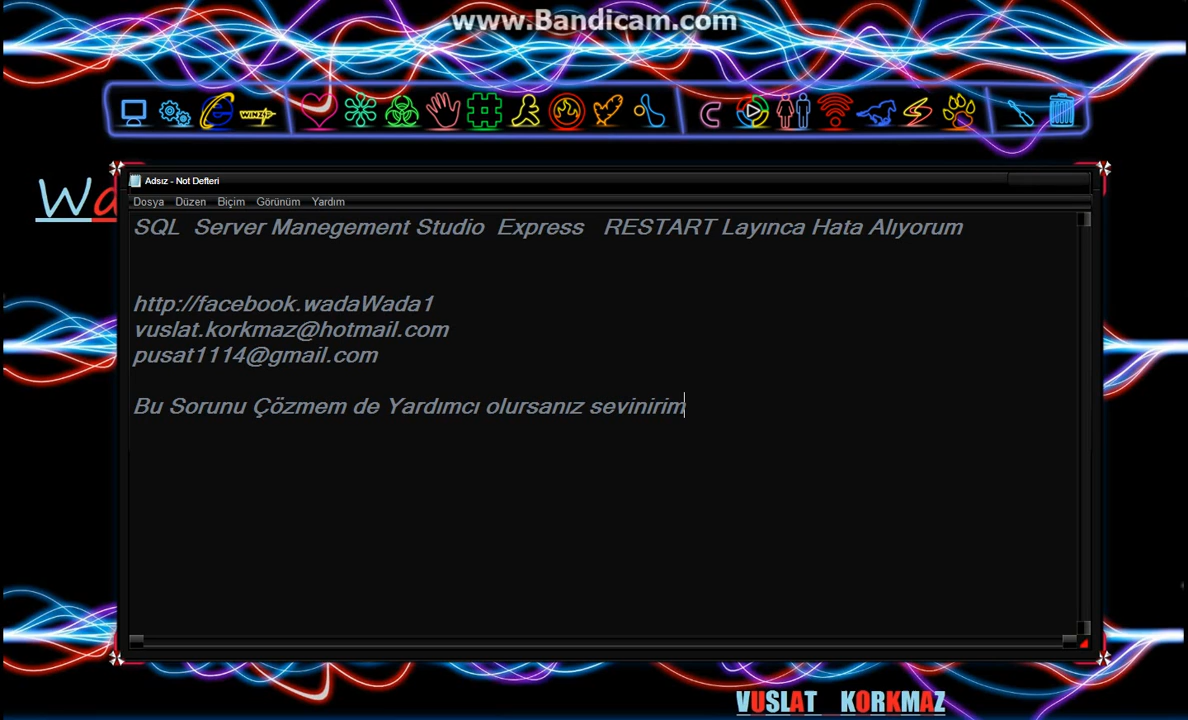 www.Bandicam.com
WINZIP
Wa
Adsız - Not Defteri
Dosya Düzen Biçim Görünüm Yardım
SQL Server Manegement Studio Express RESTART Layınca Hata Alıyorum
http://facebook.wadaWada1
vuslat.korkmaz@hotmail.com
pusat1114@gmail.com
Bu Sorunu Çözmem de Yardımcı olursanız sevinirim
VUSLAT KORKMAZ